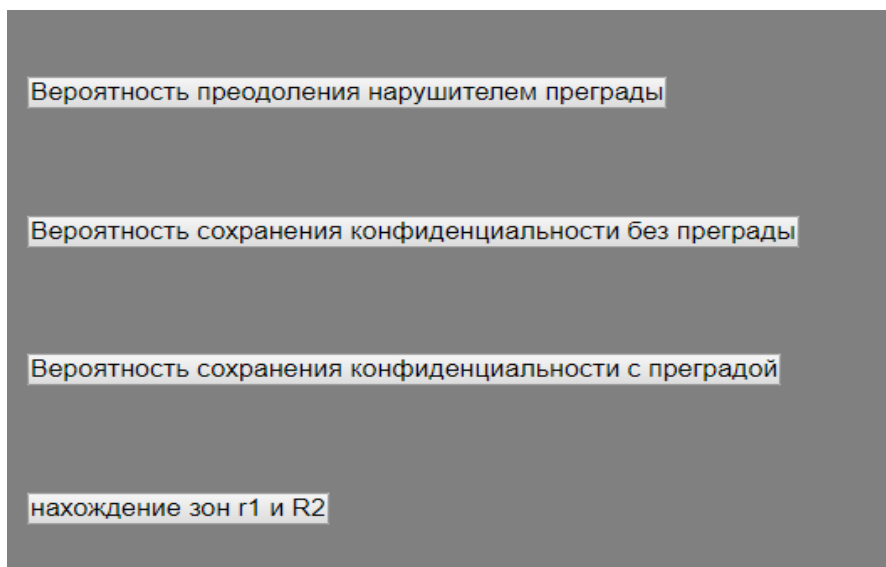 Вероятность преодоления нарушителем преграды
Вероятность сохранения конфиденциальности без преграды
Вероятность сохранения конфиденциальности с преградой
нахождение зон r1 и R2